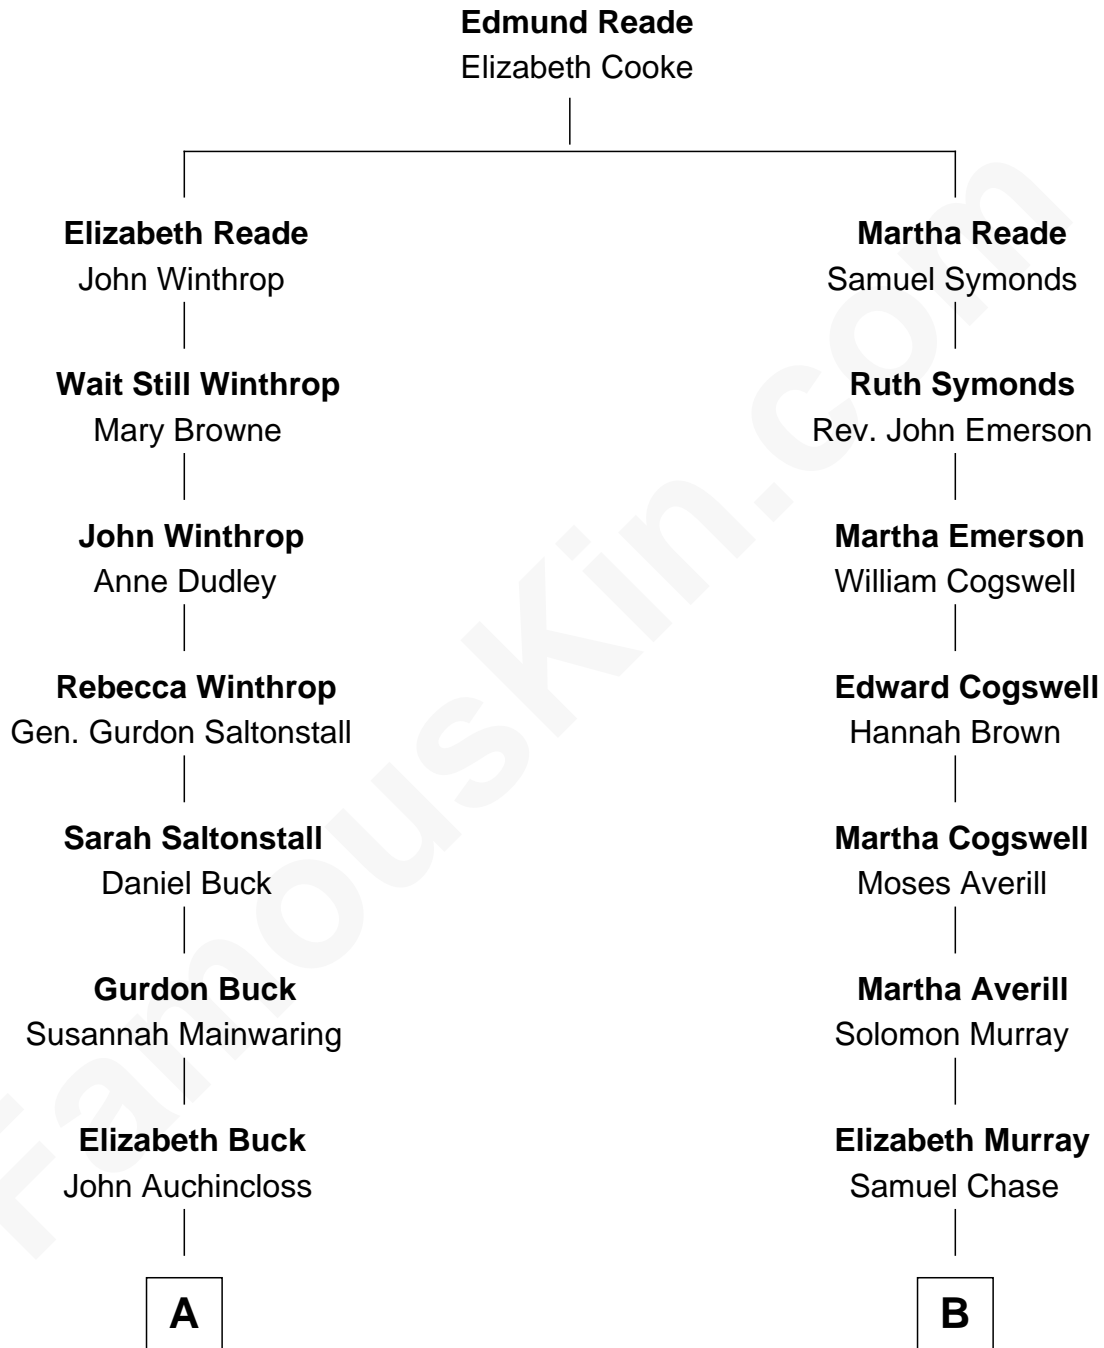 Edmund Reade
Elizabeth Cooke
Elizabeth Reade
John Winthrop
Martha Reade
Samuel Symonds
Wait Still Winthrop
Mary Browne
Ruth Symonds
Rev. John Emerson
John Winthrop
Anne Dudley
Martha Emerson
William Cogswell
Rebecca Winthrop
Gen. Gurdon Saltonstall
Edward Cogswell
Hannah Brown
Sarah Saltonstall
Daniel Buck
Martha Cogswell
Moses Averill
Gurdon Buck
Susannah Mainwaring
Martha Averill
Solomon Murray
Elizabeth Buck
John Auchincloss
Elizabeth Murray
Samuel Chase
A
B
FamousKin.com